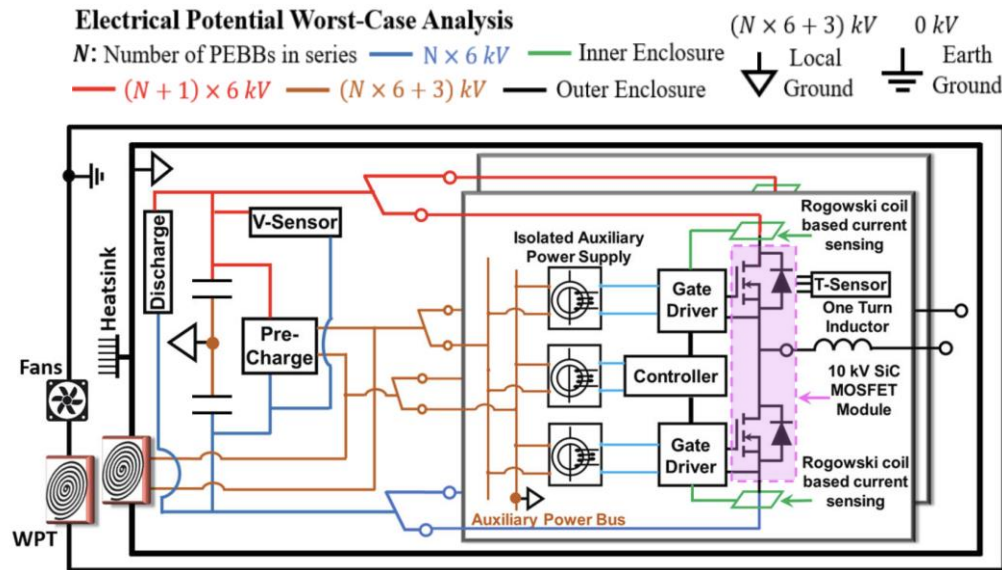 Electrical Potential Worst-Case Analysis
N: Number of PEBBs in series
N × 6 kV
Inner Enclosure
(N + 1) × 6 kV
(N × 6 + 3) kV
Outer Enclosure
(N × 6 + 3) kV
Local
Ground
0 kV
Earth
Ground
Discharge
V-Sensor
Heatsink
Pre-
Charge
Fans
WPT
Isolated Auxiliary
Power Supply
Gate
Driver
Controller
Gate
Driver
Auxiliary Power Bus
Rogowski coil
based current
sensing
T-Sensor
One Turn
Inductor
10 kV SiC
MOSFET
Module
Rogowski coil
based current
sensing